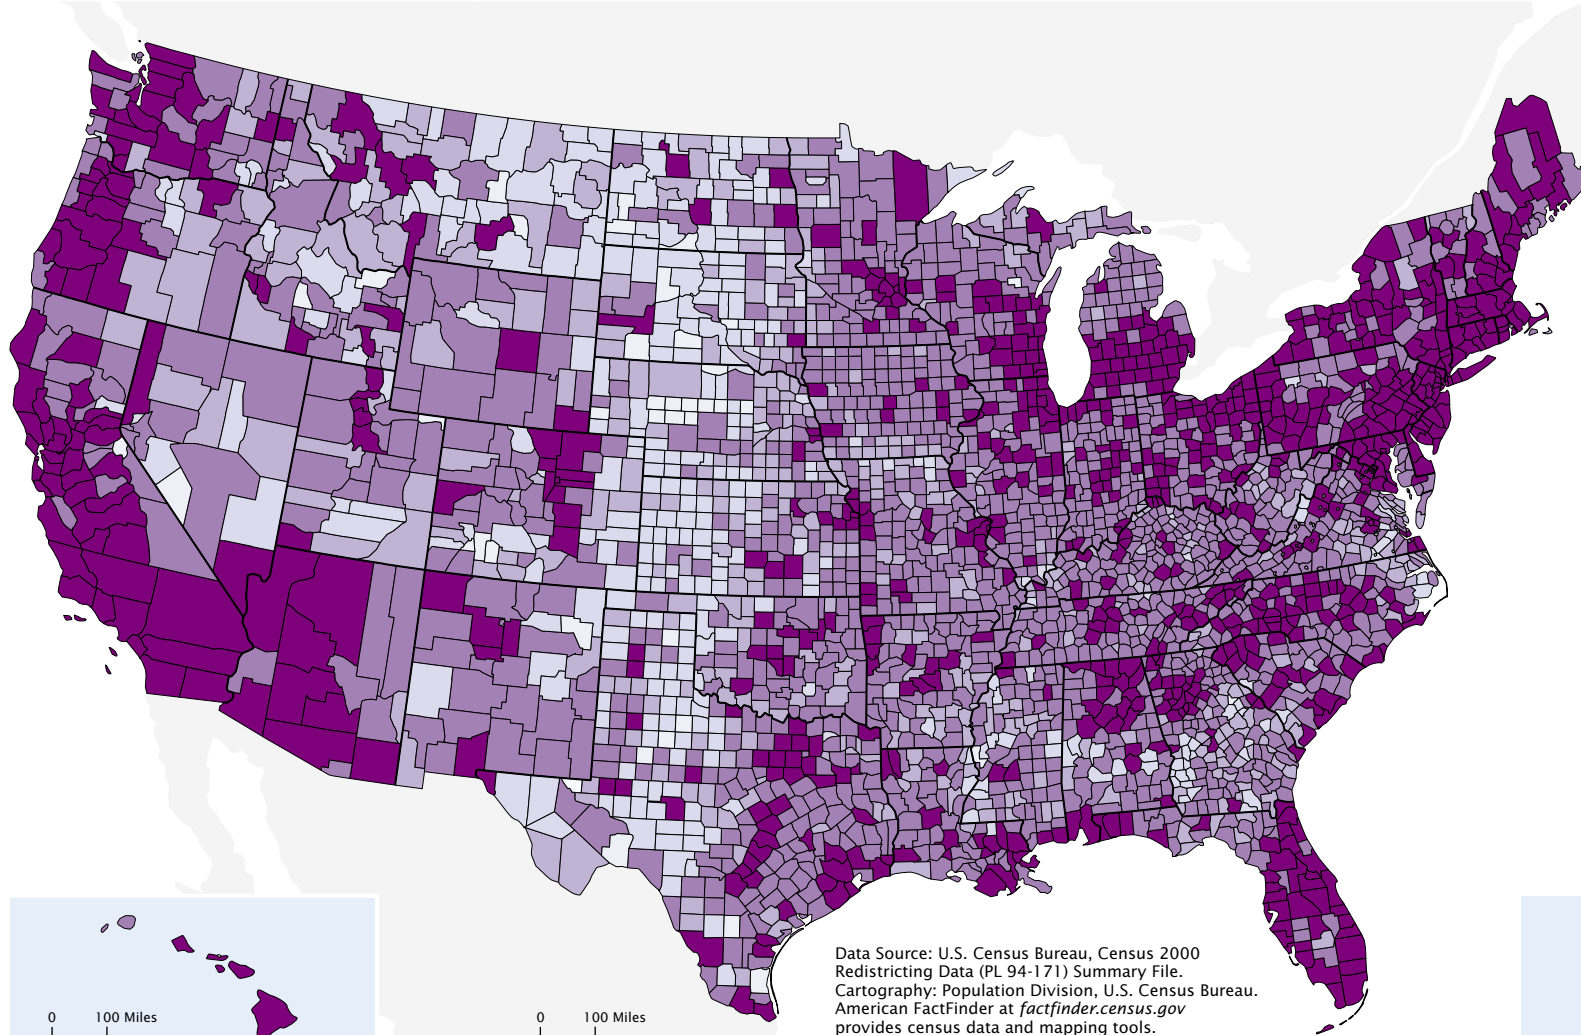 Data Source: U.S. Census Bureau, Census 2000
Redistricting Data (PL 94-171) Summary File.
Cartography: Population Division, U.S. Census Bureau.
American FactFinder at factfinder.census.gov
provides census data and mapping tools.
0 100 Miles
0 100 Miles